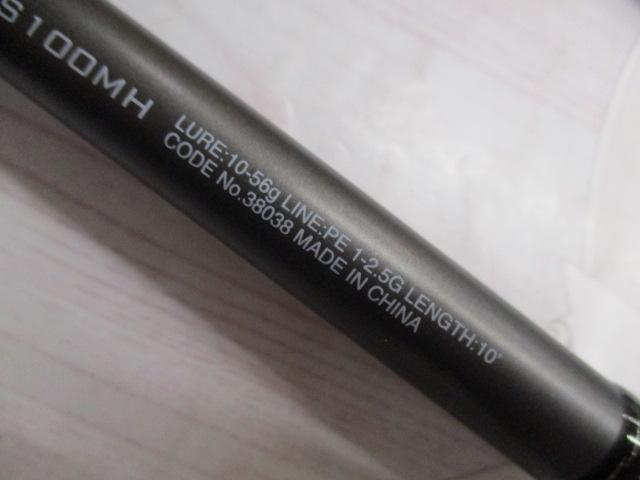 S100MH
LURE:10-56g LINE:PE 1-2.5G LENGTH:10'
CODE No.38038 MADE IN CHINA